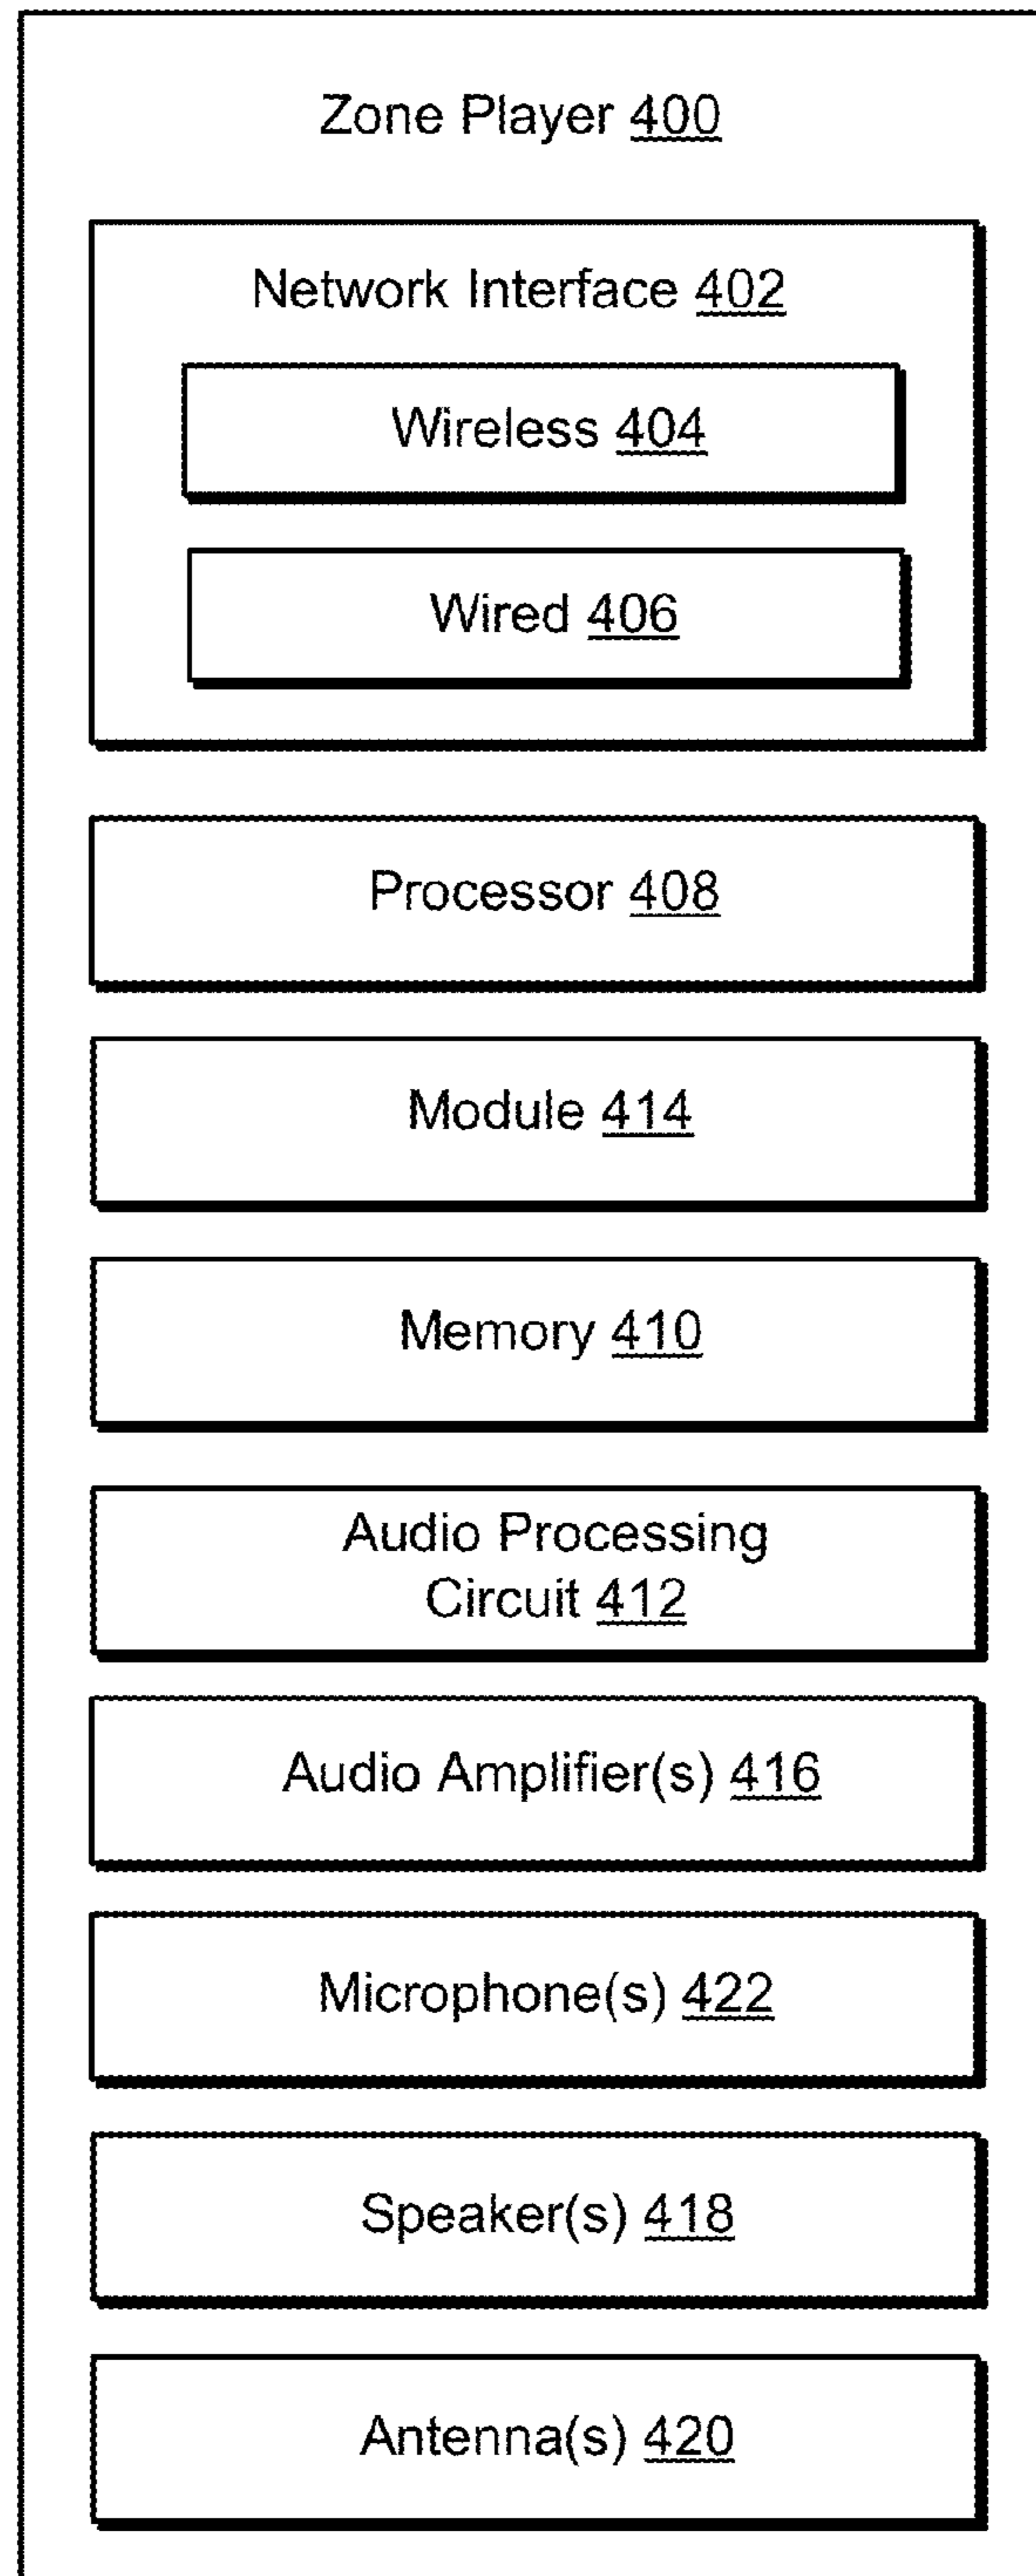 Zone Player 400
Network Interface 402
Wireless 404
Wired 406
Processor 408
Module 414
Memory 410
Audio Processing
Circuit 412
Audio Amplifier(s) 416
Microphone(s) 422
Speaker(s) 418
Antenna(s) 420